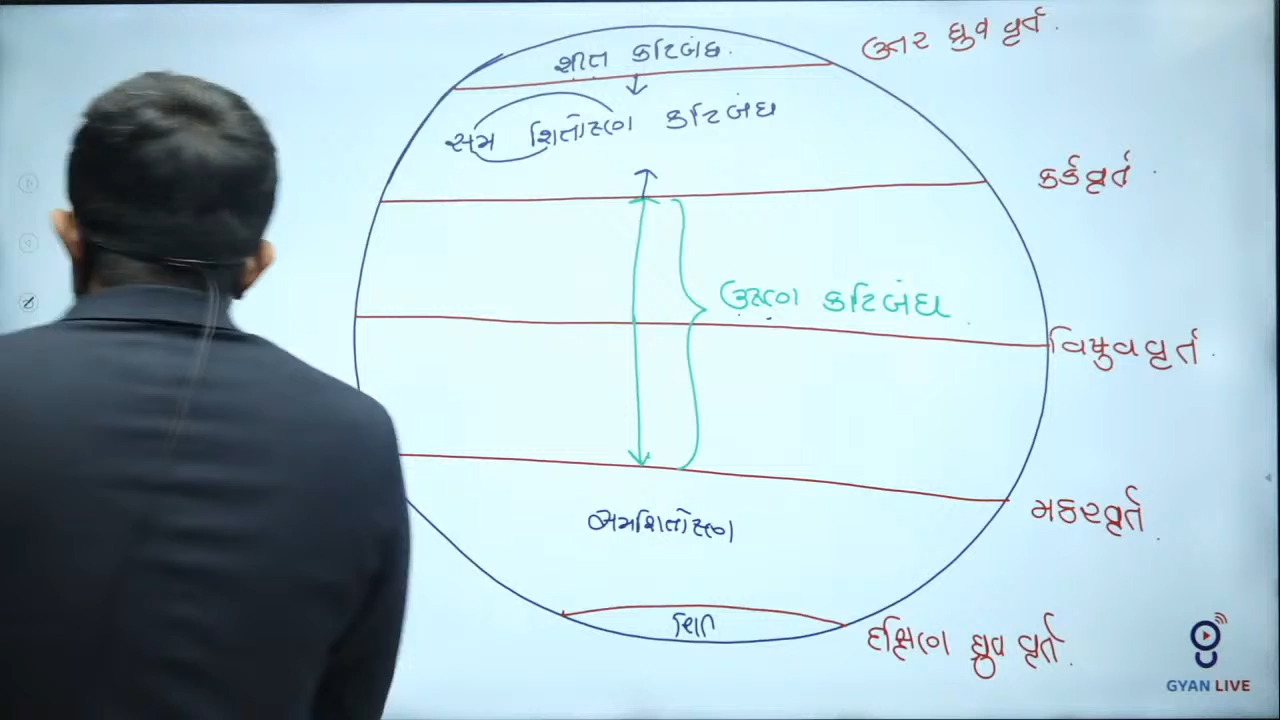 શીત કટિબંધ.
ઉત્તર ધ્રુવ વૃર્ત.
સમ શિતોષ્ણ કટિબંધ
કર્કવૃર્ત.
ઉષ્ણ કટિબંધ.
વિષુવવૃર્ત.
મકરવૃર્ત.
સમશિતોષ્ણ
શિત
દક્ષિણ ધ્રુવ વૃર્ત.
GYAN LIVE